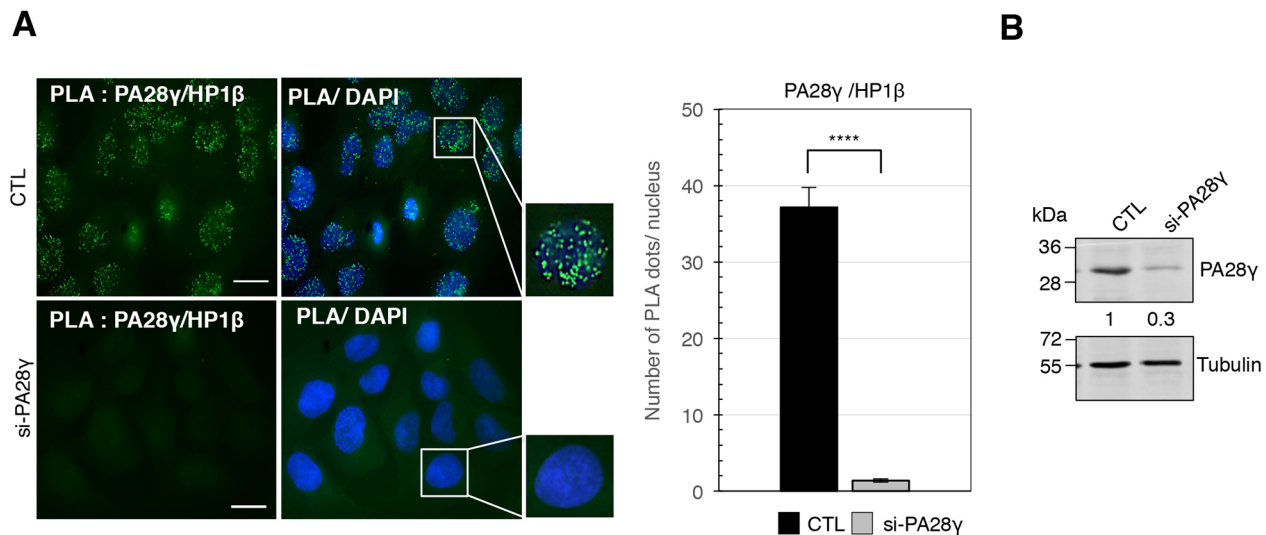 A
B
PLA : PA28γ/HP1β
PLA/ DAPI
CTL
PLA : PA28γ/HP1β
PLA/ DAPI
si-PA28γ
PA28γ /HP1β
****
Number of PLA dots/ nucleus
50
40
30
20
10
0
CTL
si-PA28γ
kDa
CTL
si-PA28γ
36
28
PA28γ
1 0.3
72
55
Tubulin